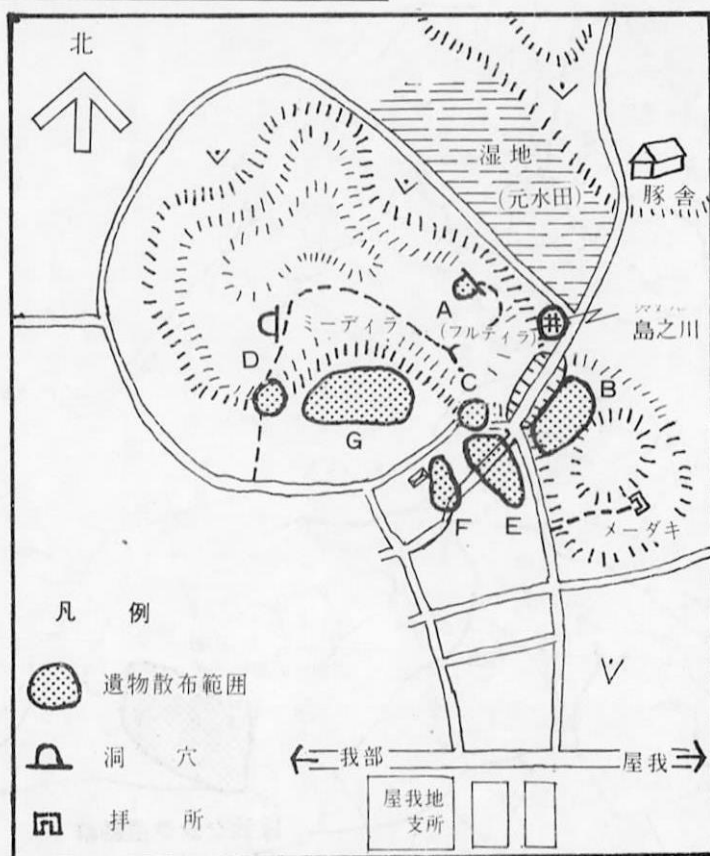 北
湿地
(元水田)
豚舎
島之川
A
(フルティラ)
ミーディラ
D
C
B
G
F
E
メーダキ
凡 例
遺物散布範囲
洞 穴
拝 所
我部
屋我
屋我地
支所